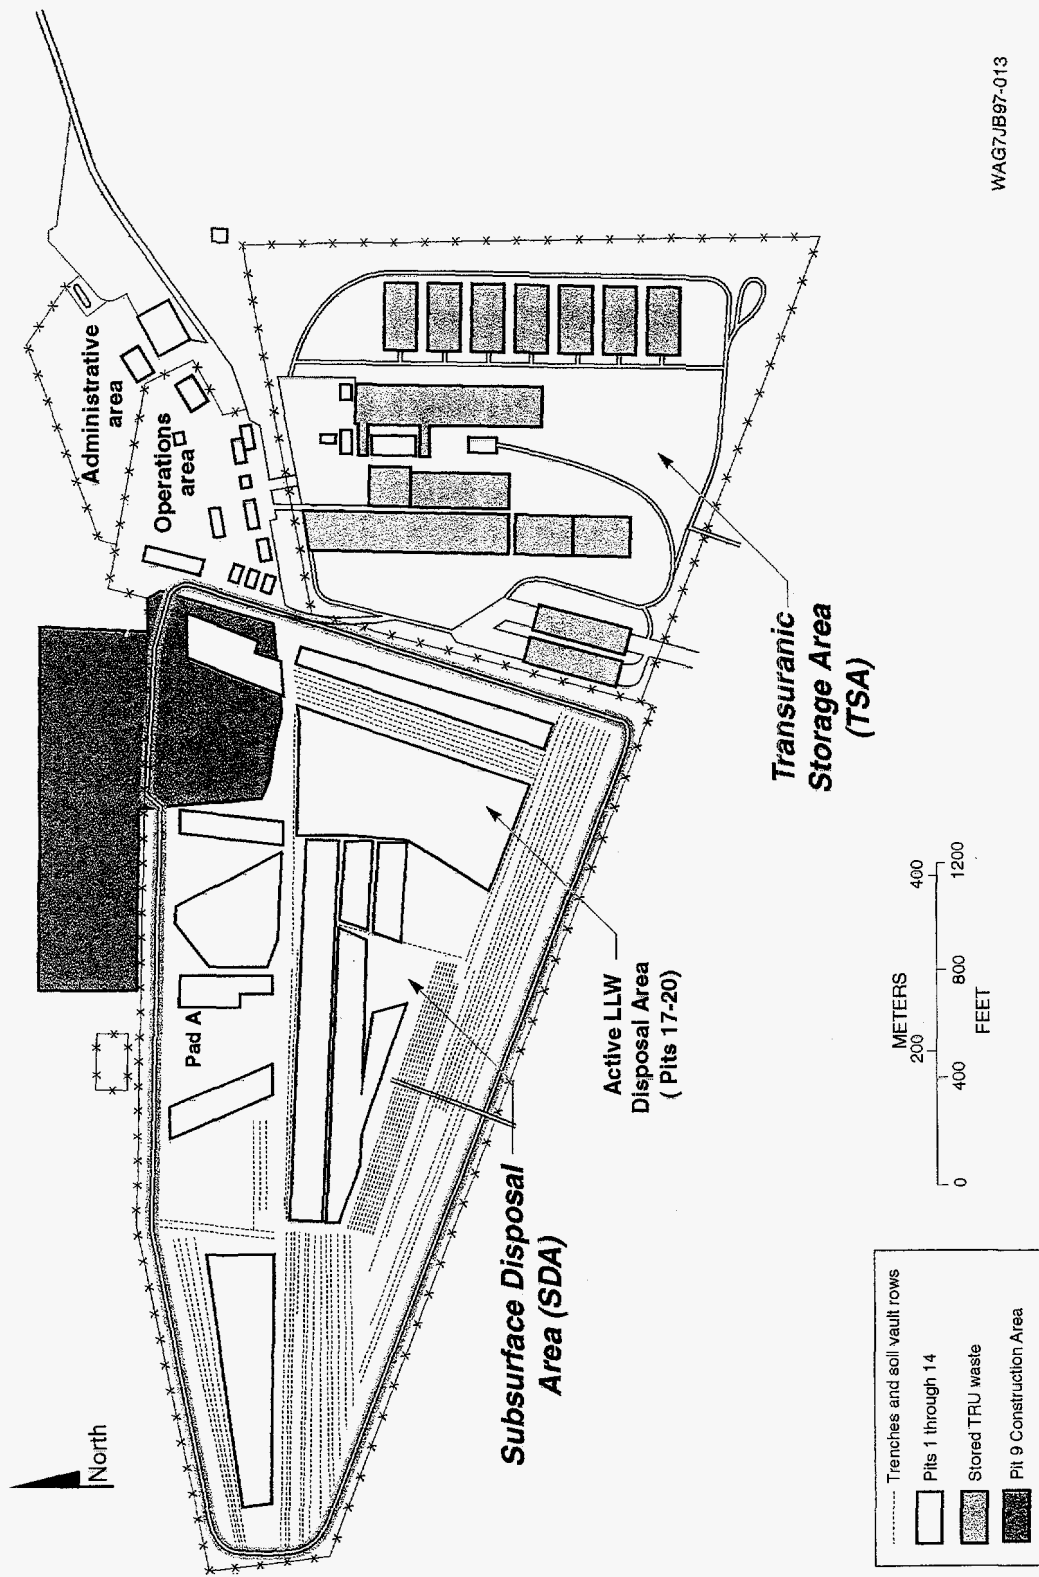 Administrative
area
Operations
area
Pad A
North
Subsurface Disposal
Area (SDA)
Active LLW
Disposal Area
( Pits 17-20)
Transuranic
Storage Area
(TSA)
Trenches and soil vault rows
Pits 1 through 14
Stored TRU waste
Pit 9 Construction Area
METERS
0 200 400
0 400 800 1200
FEET
WAG7JB97-013